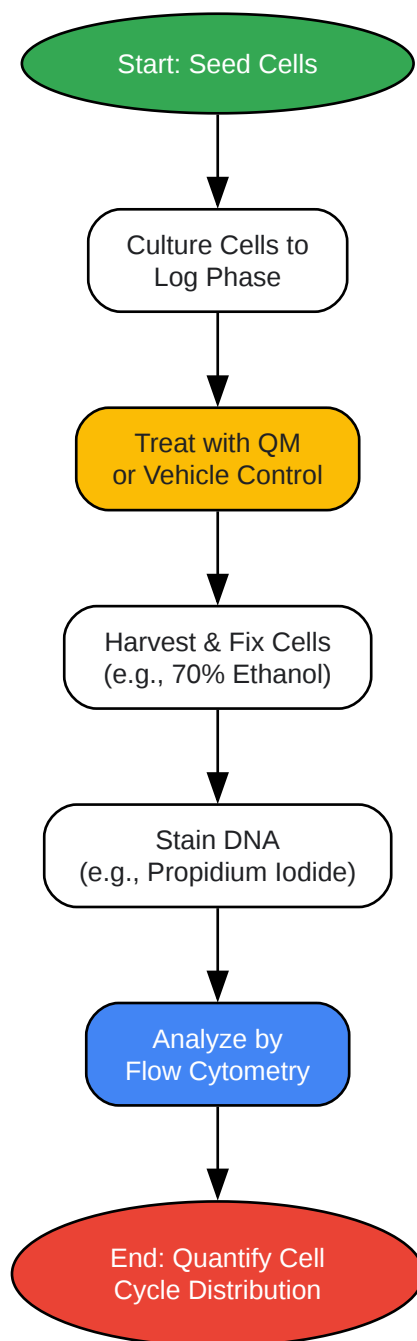 Start: Seed Cells
Culture Cells to
Log Phase
Treat with QM
or Vehicle Control
Harvest & Fix Cells
(e.g., 70% Ethanol)
Stain DNA
(e.g., Propidium Iodide)
Analyze by
Flow Cytometry
End: Quantify Cell
Cycle Distribution